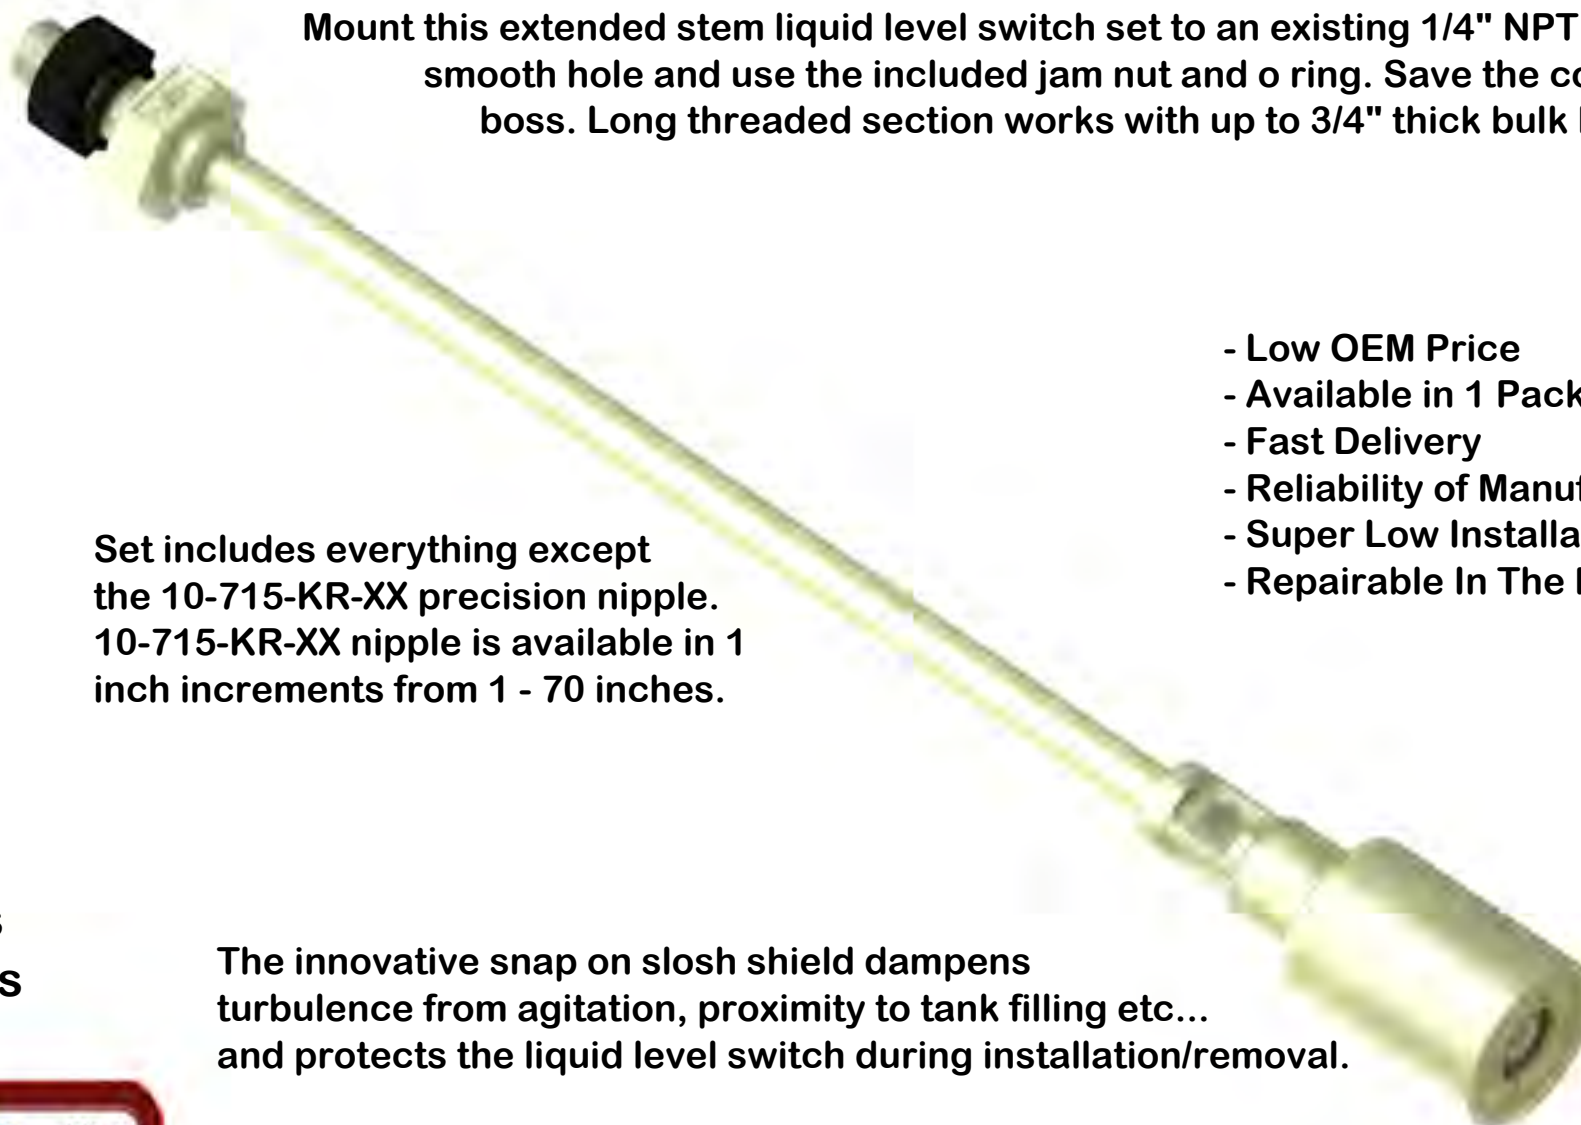 Mount this extended stem liquid level switch set to an existing 1/4" NPT
smooth hole and use the included jam nut and o ring. Save the
boss. Long threaded section works with up to 3/4" thick bulk
- Low OEM Price
- Available in 1 Pack
- Fast Delivery
- Reliability of
- Super Low
- Repairable In The
Set includes everything except
the 10-715-KR-XX precision nipple.
10-715-KR-XX nipple is available in 1
inch increments from 1 - 70 inches.
The innovative snap on slosh shield dampens
turbulence from agitation, proximity to tank filling etc...
and protects the liquid level switch during installation/removal.